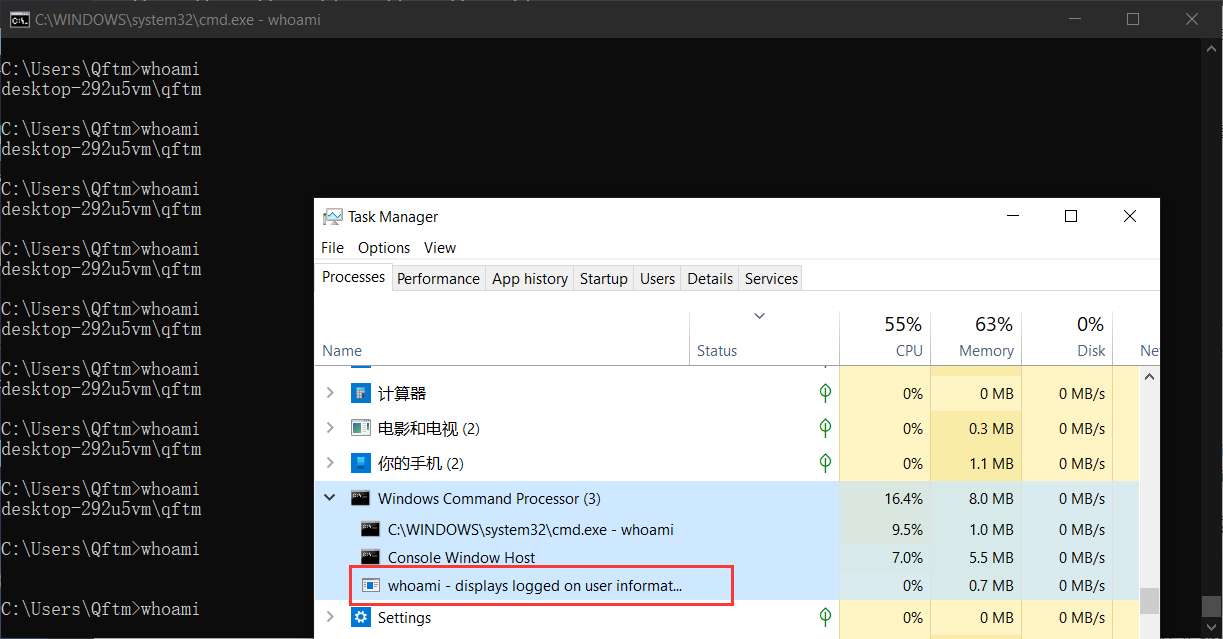 C:\WINDOWS\system32\cmd.exe - whoami
C:\Users\Qftm>whoami
desktop-292u5vm\qftm
C:\Users\Qftm>whoami
desktop-292u5vm\qftm
C:\Users\Qftm>whoami
desktop-292u5vm\qftm
C:\Users\Qftm>whoami
desktop-292u5vm\qftm
C:\Users\Qftm>whoami
desktop-292u5vm\qftm
C:\Users\Qftm>whoami
desktop-292u5vm\qftm
C:\Users\Qftm>whoami
desktop-292u5vm\qftm
C:\Users\Qftm>whoami
desktop-292u5vm\qftm
C:\Users\Qftm>whoami
C:\Users\Qftm>whoami
Task Manager
File Options View
Processes Performance App history Startup Users Details Services
55% 63% 0%
Name Status CPU Memory Disk Ne
计算器 0% 0 MB 0 MB/s
电影和电视 (2) 0% 0.3 MB 0 MB/s
你的手机 (2) 0% 1.1 MB 0 MB/s
Windows Command Processor (3) 16.4% 8.0 MB 0 MB/s
C:\WINDOWS\system32\cmd.exe - whoami 9.5% 1.0 MB 0 MB/s
Console Window Host 7.0% 5.5 MB 0 MB/s
whoami - displays logged on user informat... 0% 0.7 MB 0 MB/s
Settings 0% 0 MB 0 MB/s